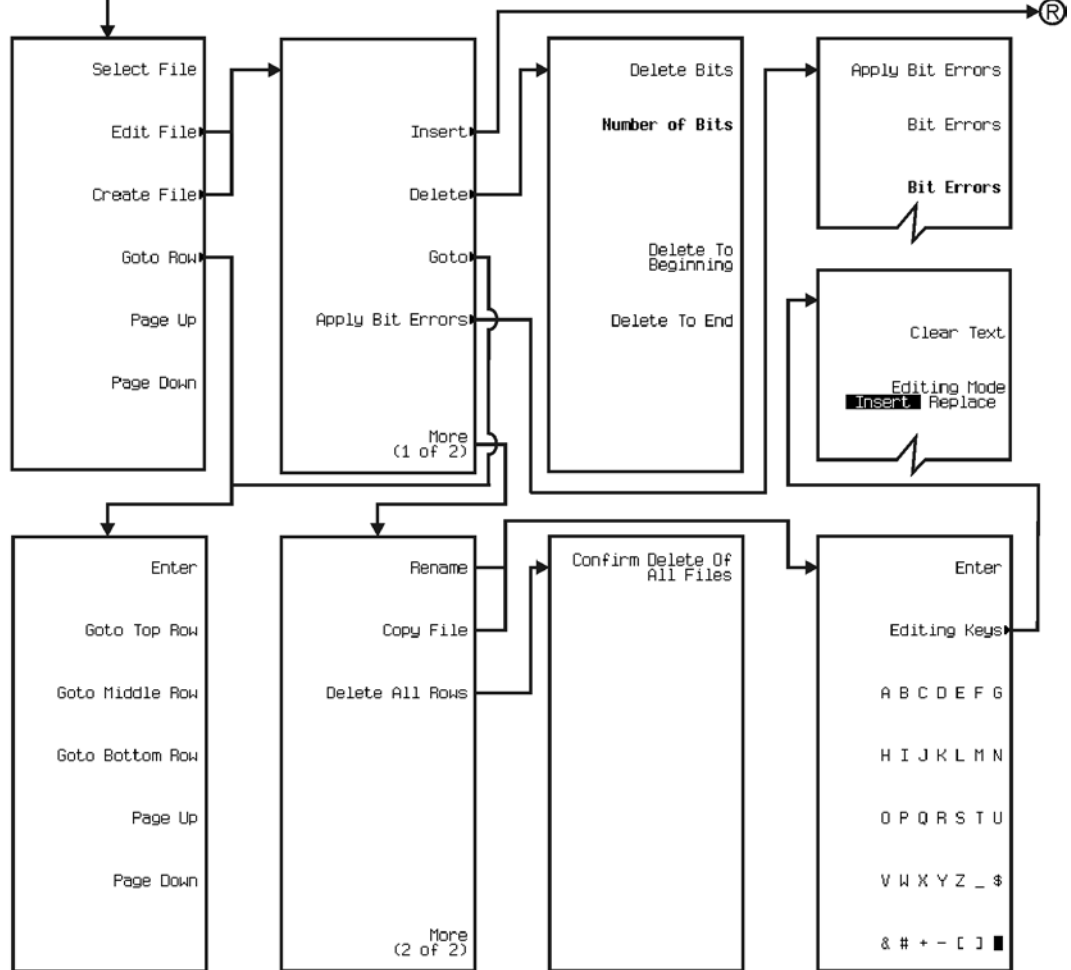 R
Select File
Edit File
Create File
Goto Row
Page Up
Page Down
Insert
Delete
Goto
Apply Bit Errors
More
(1 of 2)
Delete Bits
Number of Bits
Delete To
Beginning
Delete To End
Apply Bit Errors
Bit Errors
Bit Errors
Clear Text
Editing Mode
Insert Replace
Enter
Goto Top Row
Goto Middle Row
Goto Bottom Row
Page Up
Page Down
Rename
Copy File
Delete All Rows
More
(2 of 2)
Confirm Delete Of
All Files
Enter
Editing Keys
A B C D E F G
H I J K L M N
O P Q R S T U
V W X Y Z _ $
& # + - [ ] █